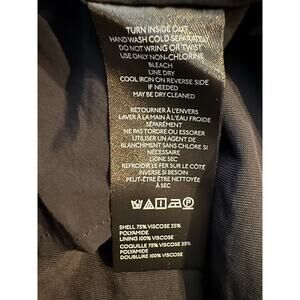 TURN INSIDE OUT
HAND WASH COLD SEPARATELY
DO NOT WRING OR TWIST
USE ONLY NON-CHLORINE
BLEACH
LINE DRY
COOL IRON ON REVERSE SIDE
IF NEEDED
MAY BE DRY CLEANED
RETOURNER À L'ENVERS
LAVER À LA MAIN À L'EAU FROIDE
SÉPARÉMENT
NE PAS TORDRE OU ESSORER
UTILISER UN AGENT DE
BLANCHIMENT SANS CHLORE SI
NÉCESSAIRE
LIGNE SEC
REFROIDIR LE FER SUR LE CÔTÉ
INVERSE SI BESOIN
PEUT-ÊTRE ÊTRE NETTOYÉE
À SEC
SHELL 75% VISCOSE 25%
POLYAMIDE
LINING 100% VISCOSE
COQUILLE 75% VISCOSE 25%
POLYAMIDE
DOUBLURE 100% VISCOSE